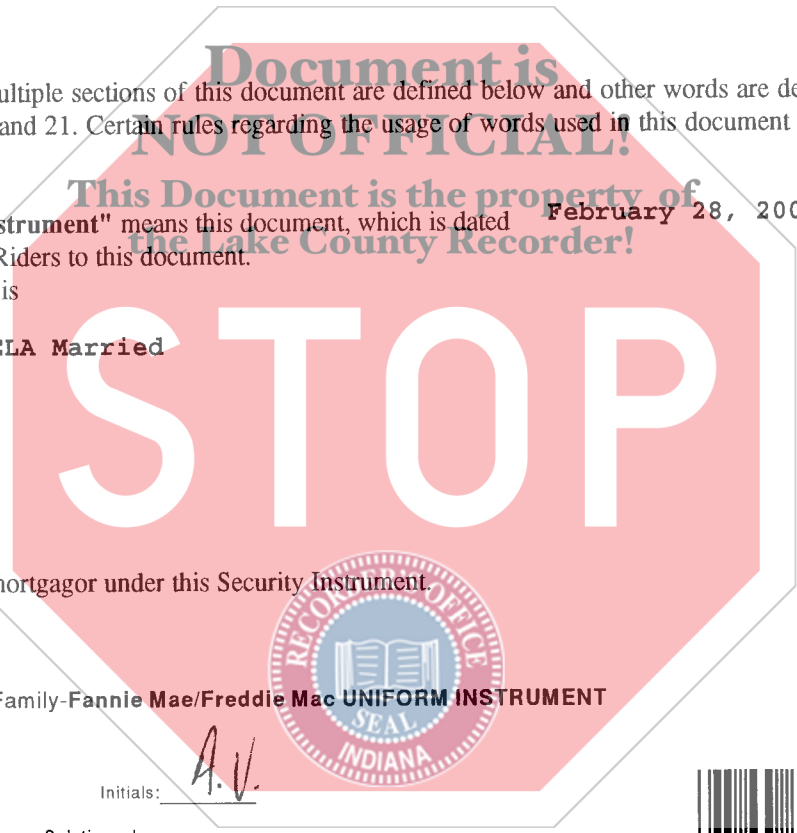 Document is
ultiple sections of this document are defined below and other words are de
and 21. Certain rules regarding the usage of words used in this document
NOT OFFICIAL!
This Document is the property of
strument" means this document, which is dated February 28, 200
the Lake County Recorder!
Riders to this document.
is
LA Married
STOP
mortgagor under this Security Instrument.
RECORDER'S OFFICE
Family-Fannie Mae/Freddie Mac UNIFORM INSTRUMENT
SEAL
INDIANA
Initials: A.V.